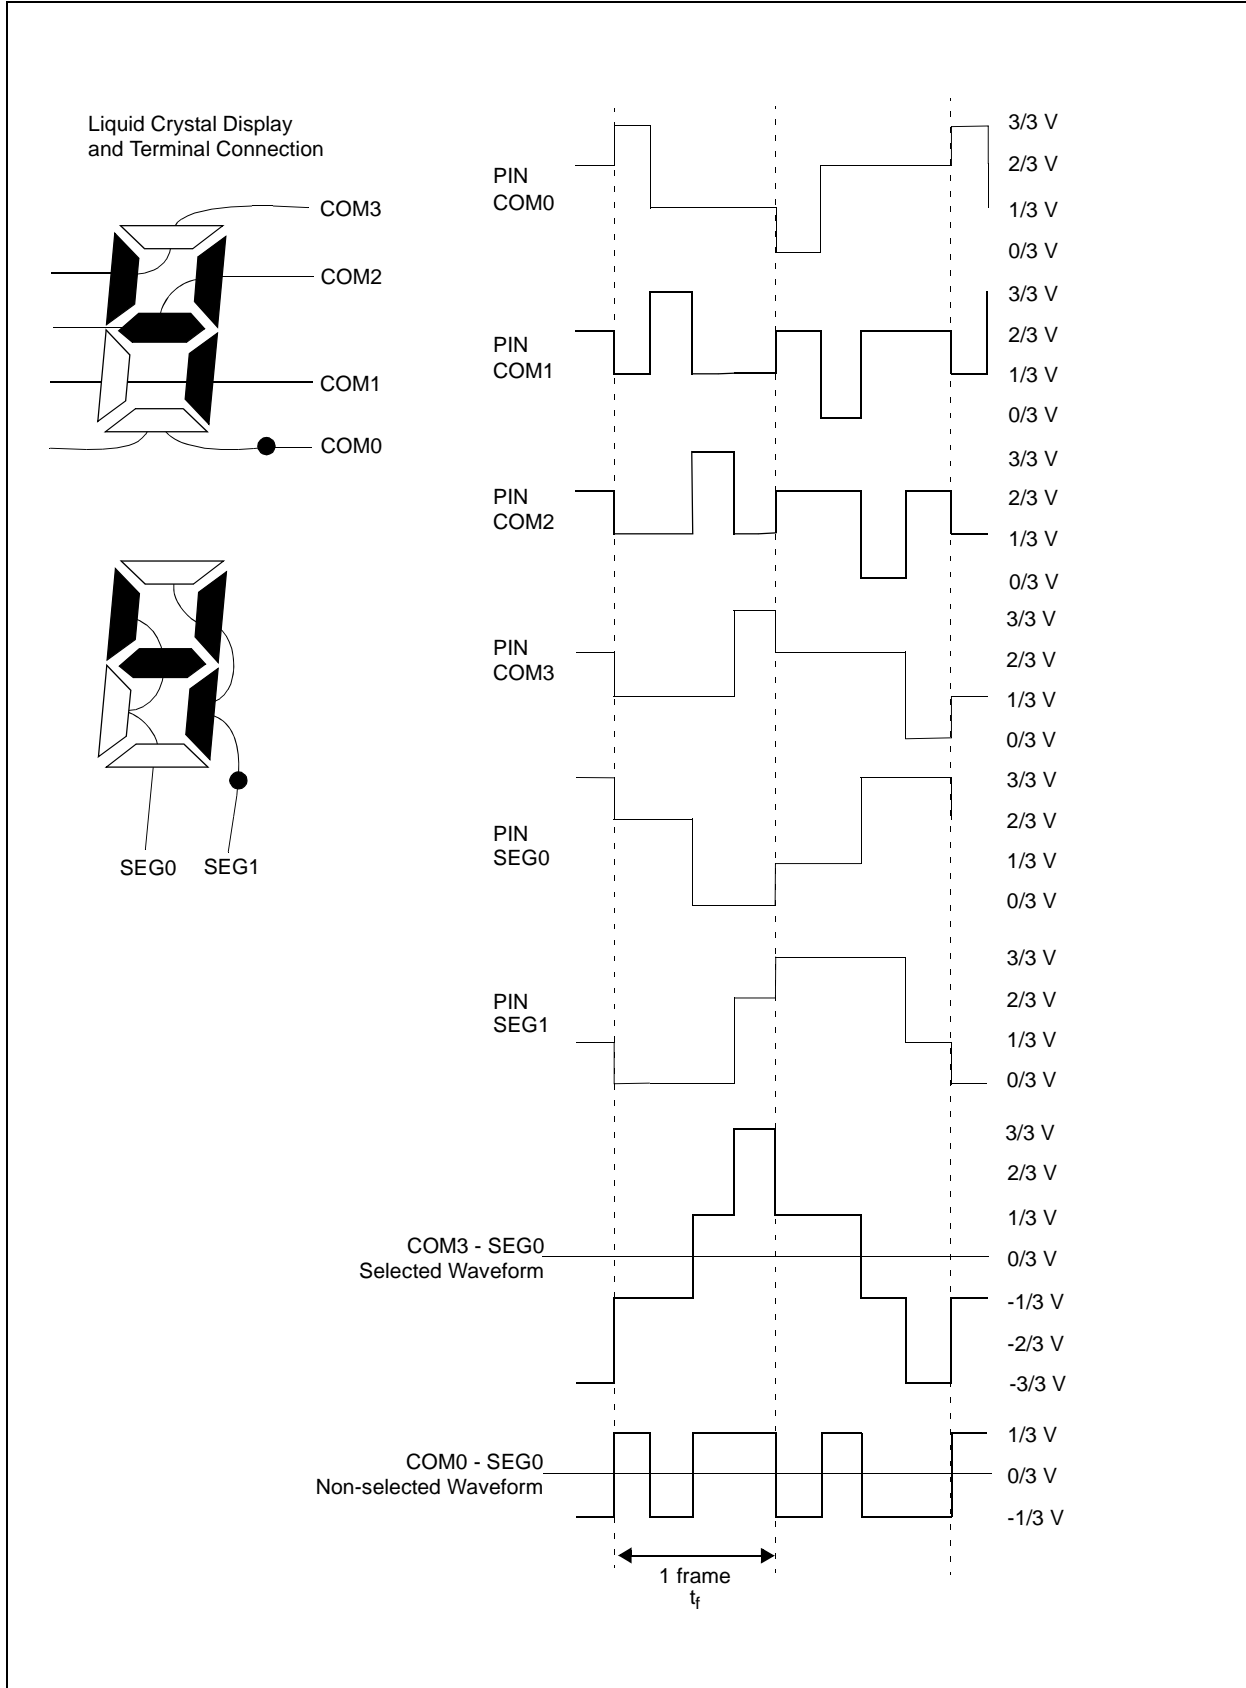 Liquid Crystal Display
and Terminal Connection
COM3
COM2
COM1
COM0
SEG0 SEG1
PIN
COM0
3/3 V
2/3 V
1/3 V
0/3 V
PIN
COM1
3/3 V
2/3 V
1/3 V
0/3 V
PIN
COM2
3/3 V
2/3 V
1/3 V
0/3 V
PIN
COM3
3/3 V
2/3 V
1/3 V
0/3 V
PIN
SEG0
3/3 V
2/3 V
1/3 V
0/3 V
PIN
SEG1
3/3 V
2/3 V
1/3 V
0/3 V
COM3 - SEG0
Selected Waveform
3/3 V
2/3 V
1/3 V
0/3 V
-1/3 V
-2/3 V
-3/3 V
COM0 - SEG0
Non-selected Waveform
1/3 V
0/3 V
-1/3 V
1 frame
tf